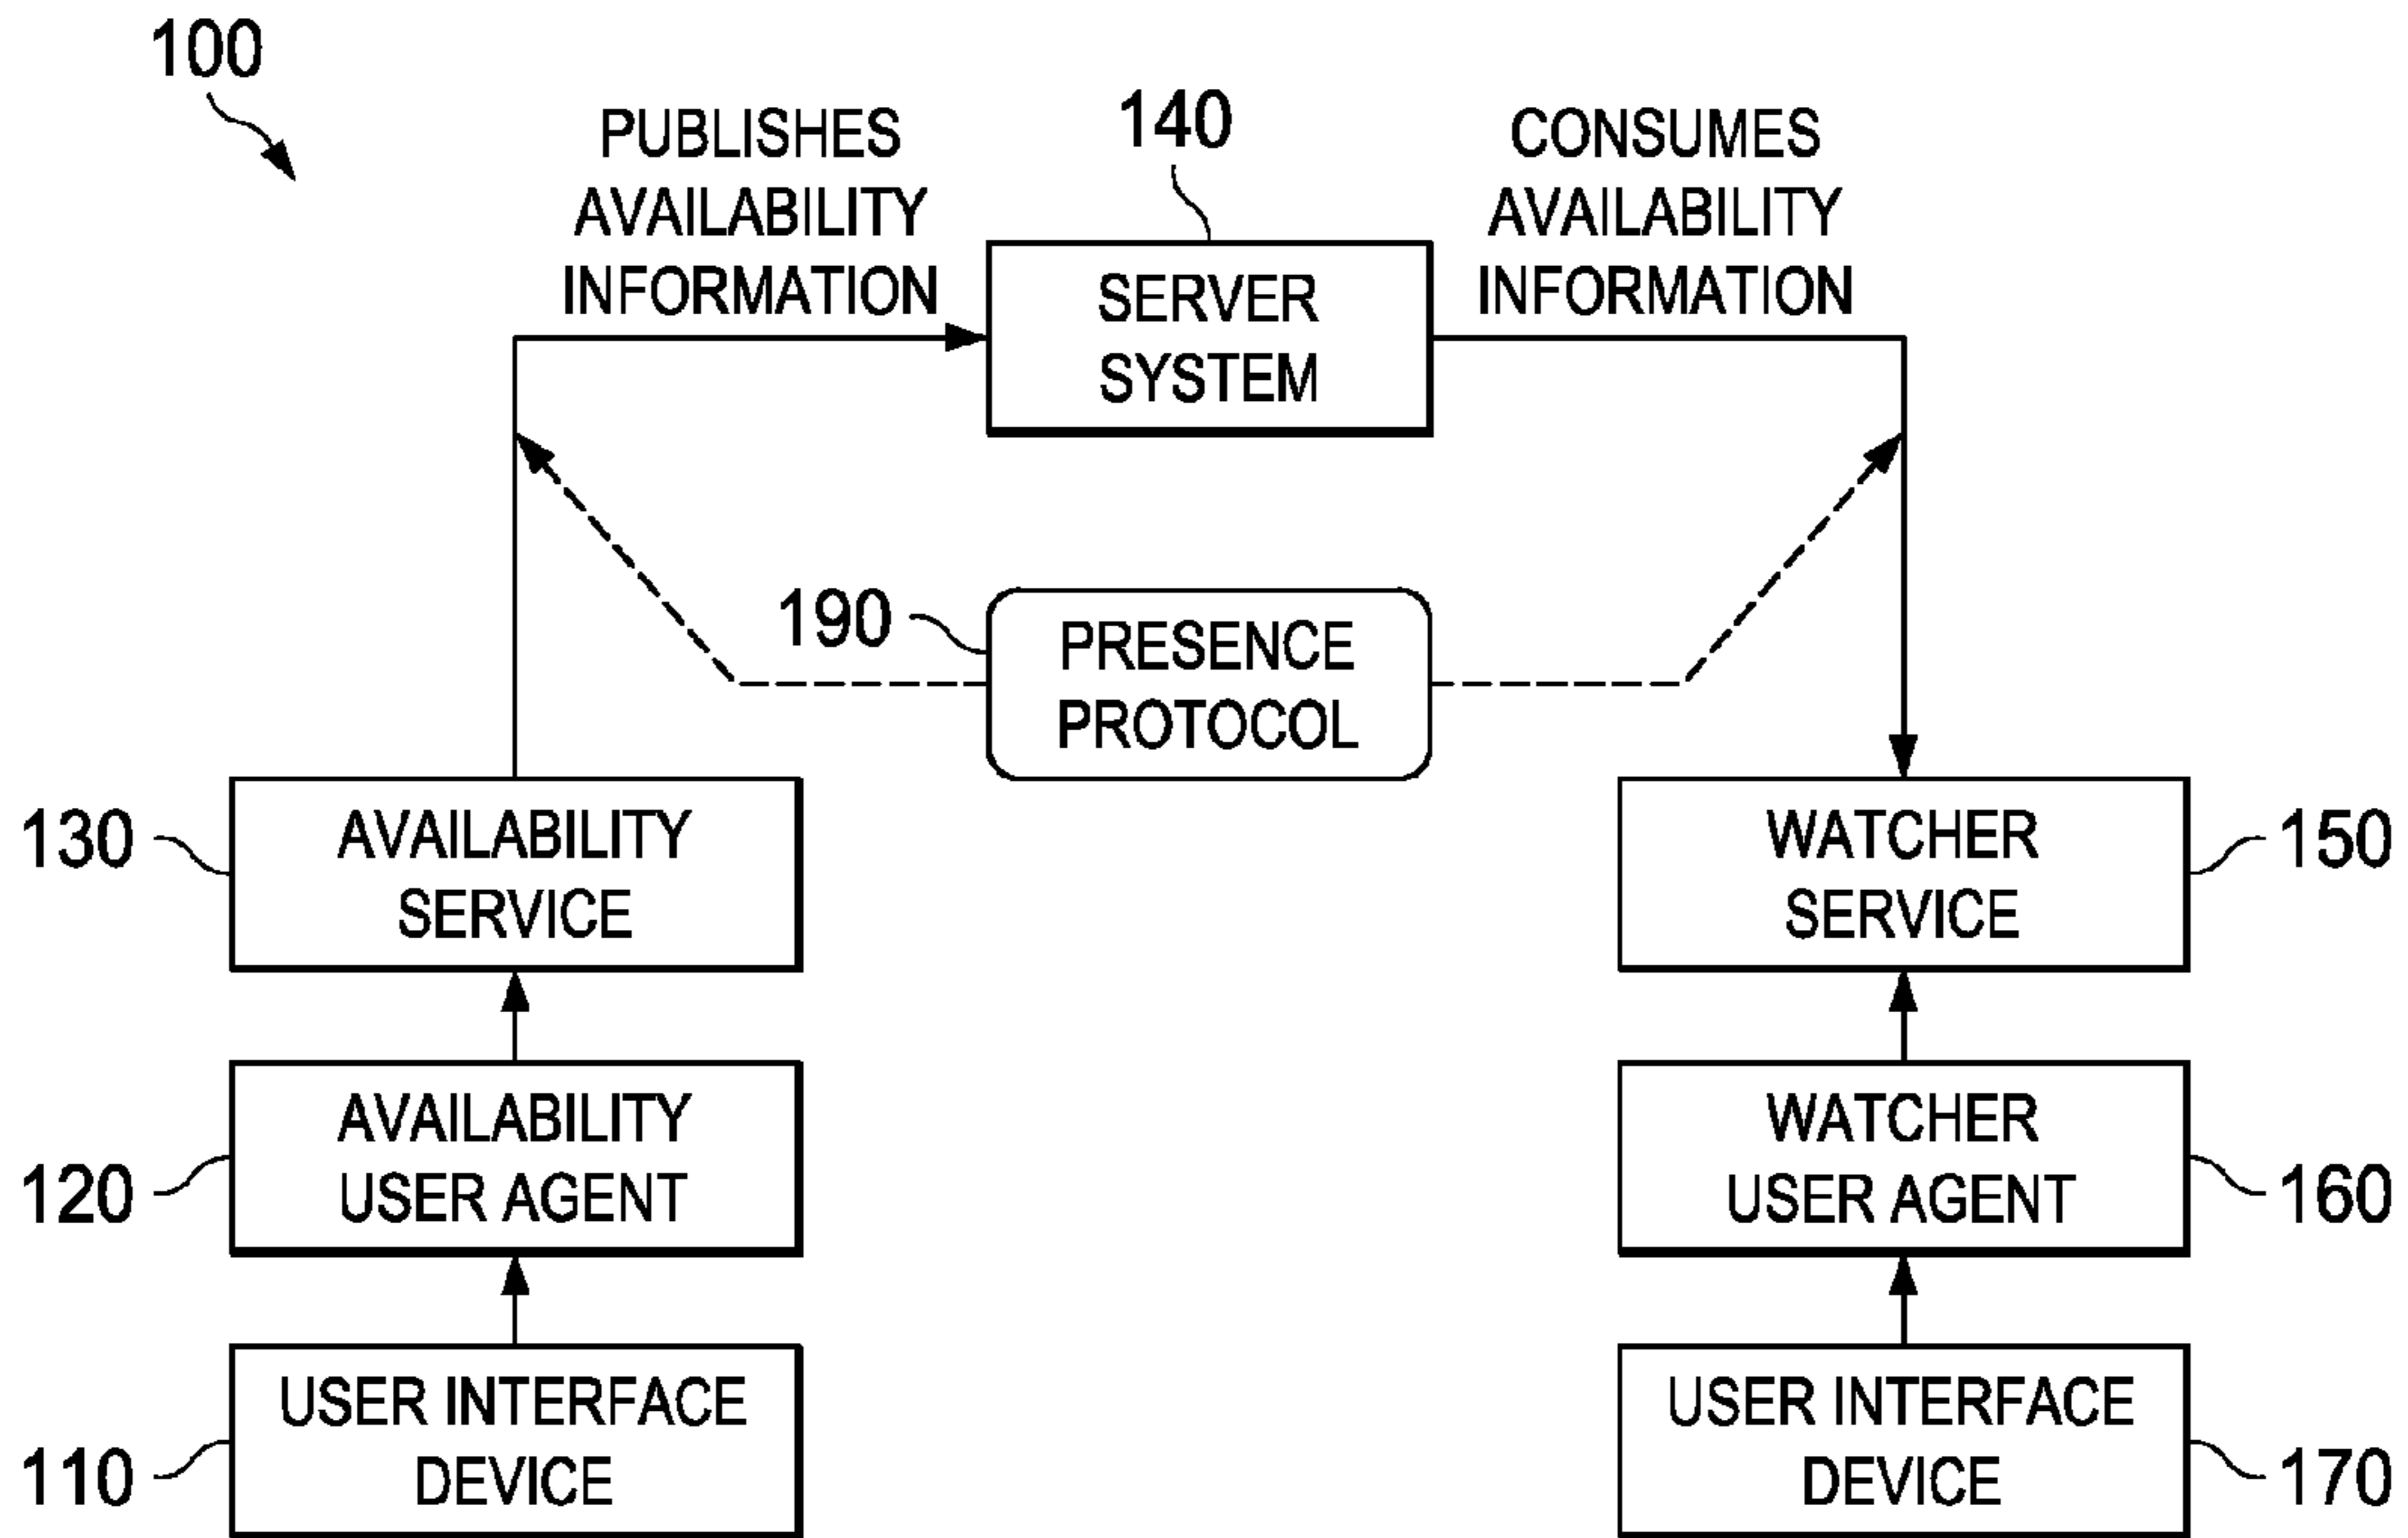 100
PUBLISHES
AVAILABILITY
INFORMATION
140
CONSUMES
AVAILABILITY
INFORMATION
SERVER
SYSTEM
190
PRESENCE
PROTOCOL
130
AVAILABILITY
SERVICE
WATCHER
SERVICE
150
120
AVAILABILITY
USER AGENT
WATCHER
USER AGENT
160
110
USER INTERFACE
DEVICE
USER INTERFACE
DEVICE
170